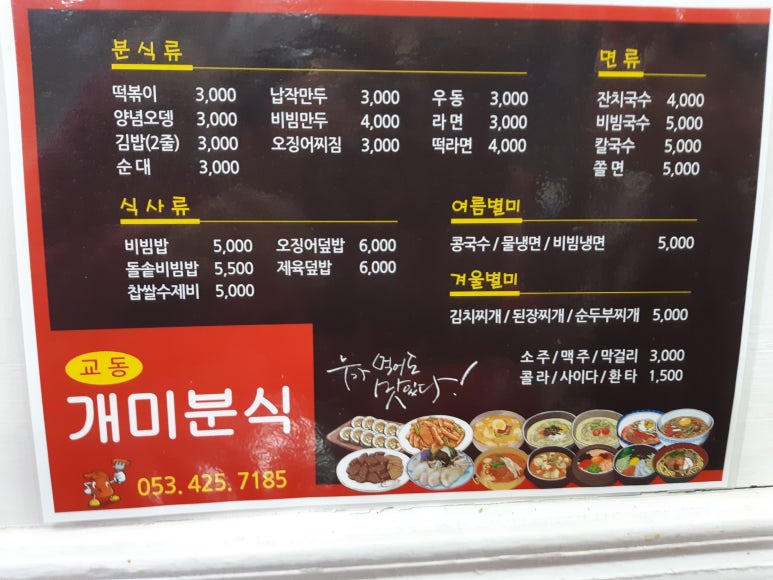 분식류
떡볶이 3,000 납작만두 3,000 우동 3,000
양념오뎅 3,000 비빔만두 4,000 라면 3,000
김밥(2줄) 3,000 오징어찌짐 3,000 떡라면 4,000
순대 3,000
면류
잔치국수 4,000
비빔국수 5,000
칼국수 5,000
쫄면 5,000
식사류
비빔밥 5,000 오징어덮밥 6,000
돌솥비빔밥 5,500 제육덮밥 6,000
찹쌀수제비 5,000
여름별미
콩국수/물냉면/비빔냉면 5,000
겨울별미
김치찌개/된장찌개/순두부찌개 5,000
소주/맥주/막걸리 3,000
콜라/사이다/환타 1,500
누가 먹어도
맛있다!
교동
개미분식
053. 425. 7185